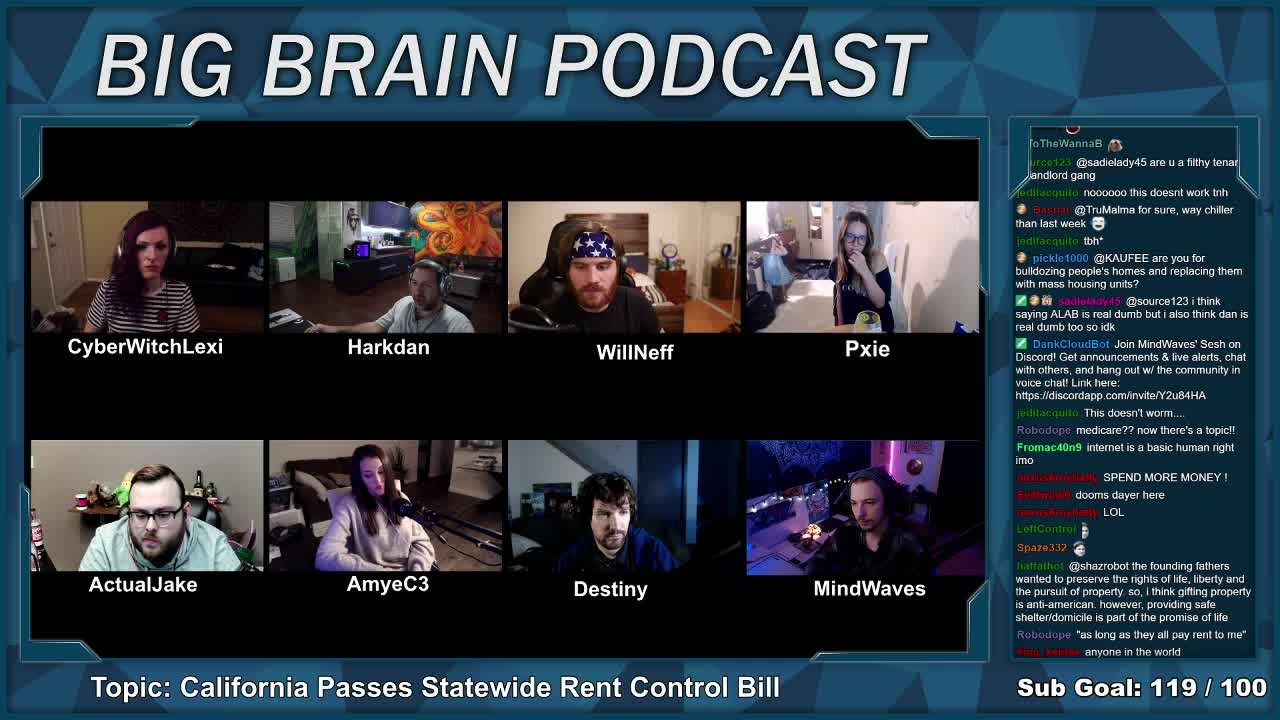 BIG BRAIN PODCAST
CyberWitchLexi
Harkdan
WillNeff
Pxie
ActualJake
AmyeC3
Destiny
MindWaves
ToTheWannaB
urce123 @sadielady45 are u a filthy tenan
andlord gang
jeditacquito noooooo this doesnt work tnh
@TruMalma for sure, way chiller
than last week
jeditacquito tbh*
pickle1000 @KAUFEE are you for
bulldozing people's homes and replacing them
with mass housing units?
sadielady45 @source123 i think
saying ALAB is real dumb but i also think dan is
real dumb too so idk
DankCloudBot Join MindWaves' Sesh on
Discord! Get announcements & live alerts, chat
with others, and hang out w/ the community in
voice chat! Link here:
https://discordapp.com/invite/Y2u84HA
jeditacquito This doesn't worm....
Robodope medicare?? now there's a topic!!
Fromac40n9 internet is a basic human right
imo
SPEND MORE MONEY !
dooms dayer here
LOL
LeftControl
Spaze332
haffathot @shazrobot the founding fathers
wanted to preserve the rights of life, liberty and
the pursuit of property. so, i think gifting property
is anti-american. however, providing safe
shelter/domicile is part of the promise of life
Robodope "as long as they all pay rent to me"
anyone in the world
Topic: California Passes Statewide Rent Control Bill
Sub Goal: 119 / 100